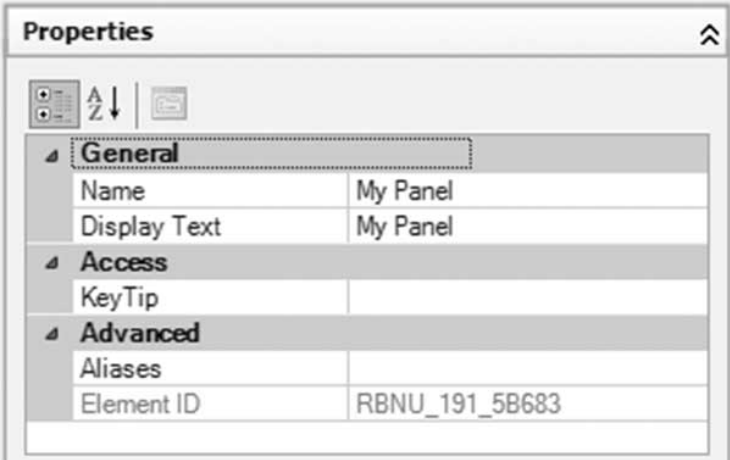 Properties
A
Z
General
Name My Panel
Display Text My Panel
Access
KeyTip
Advanced
Aliases
Element ID RBNU_191_5B683